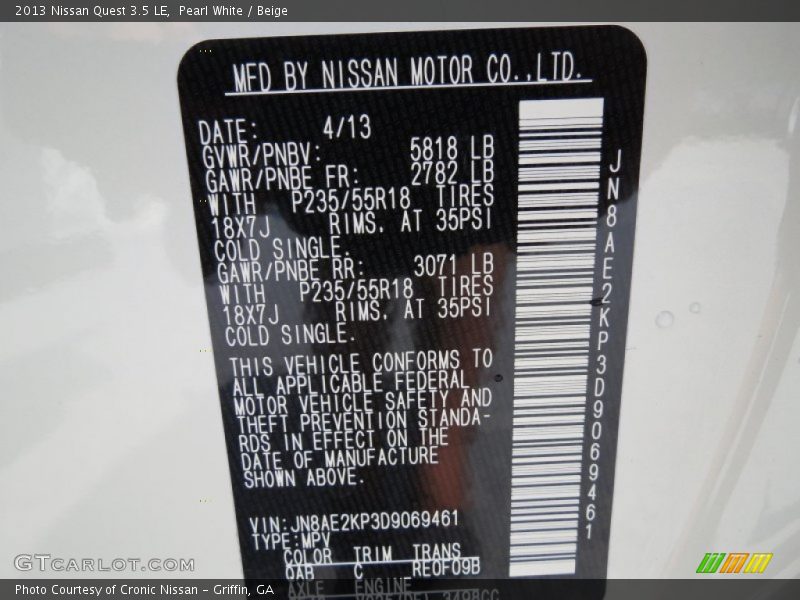 2013 Nissan Quest 3.5 LE, Pearl White / Beige
MFD BY NISSAN MOTOR CO.,LTD.
DATE: 4/13
GVWR/PNBV: 5818 LB
GAWR/PNBE FR: 2782 LB
WITH P235/55R18 TIRES
18X7J RIMS. AT 35PSI
COLD SINGLE.
GAWR/PNBE RR: 3071 LB
WITH P235/55R18 TIRES
18X7J RIMS. AT 35PSI
COLD SINGLE.
THIS VEHICLE CONFORMS TO
ALL APPLICABLE FEDERAL
MOTOR VEHICLE SAFETY AND
THEFT PREVENTION STANDA-
RDS IN EFFECT ON THE
DATE OF MANUFACTURE
SHOWN ABOVE.
VIN:JN8AE2KP3D9069461
TYPE:MPV
COLOR TRIM TRANS
QAB C RE0F09B
AXLE ENGINE
3498CC
JN8AE2KP3D9069461
GTCarLot.com
Photo Courtesy of Cronic Nissan - Griffin, GA